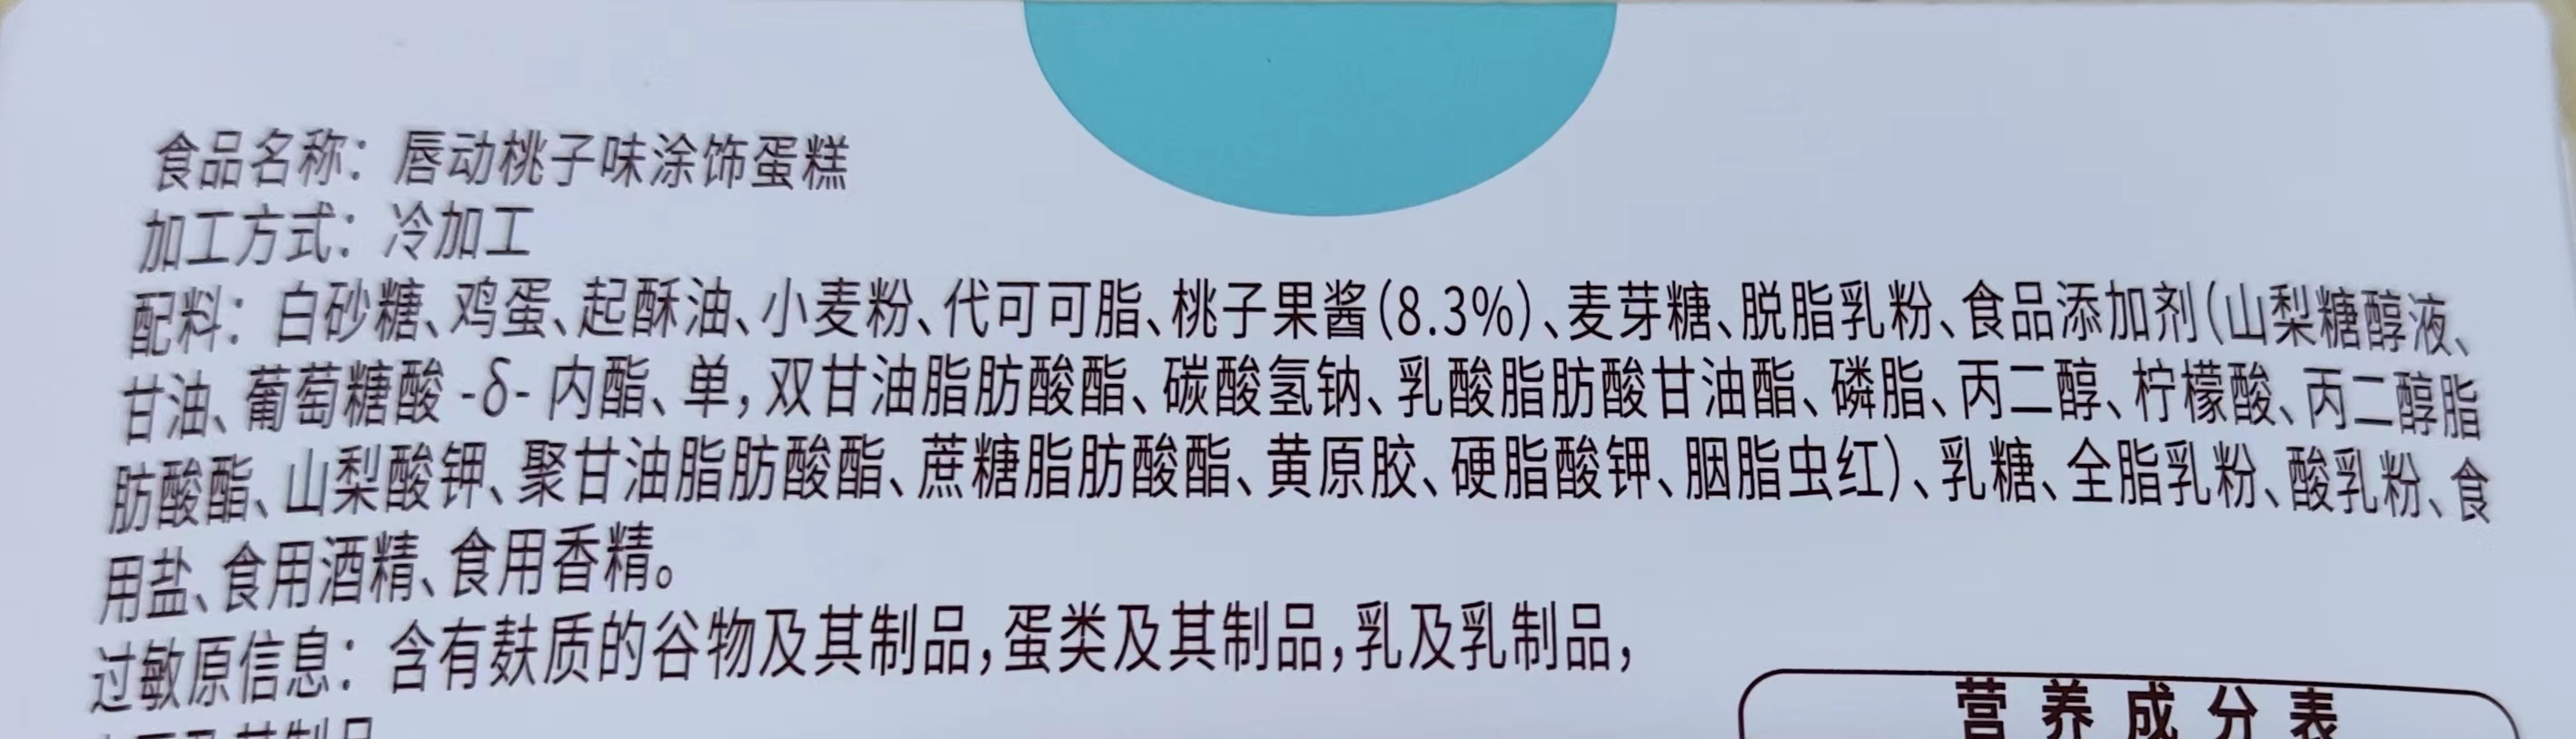 食品名称：唇动桃子味涂饰蛋糕
加工方式：冷加工
配料：白砂糖、鸡蛋、起酥油、小麦粉、代可可脂、桃子果酱(8.3%)、麦芽糖、脱脂乳粉、食品添加剂(山梨糖醇液、
甘油、葡萄糖酸-δ-内酯、单,双甘油脂肪酸酯、碳酸氢钠、乳酸脂肪酸甘油酯、磷脂、丙二醇、柠檬酸、丙二醇脂
肪酸酯、山梨酸钾、聚甘油脂肪酸酯、蔗糖脂肪酸酯、黄原胶、硬脂酸钾、胭脂虫红)、乳糖、全脂乳粉、酸乳粉、食
用盐、食用酒精、食用香精。
过敏原信息：含有麸质的谷物及其制品,蛋类及其制品,乳及乳制品,
营养成分表